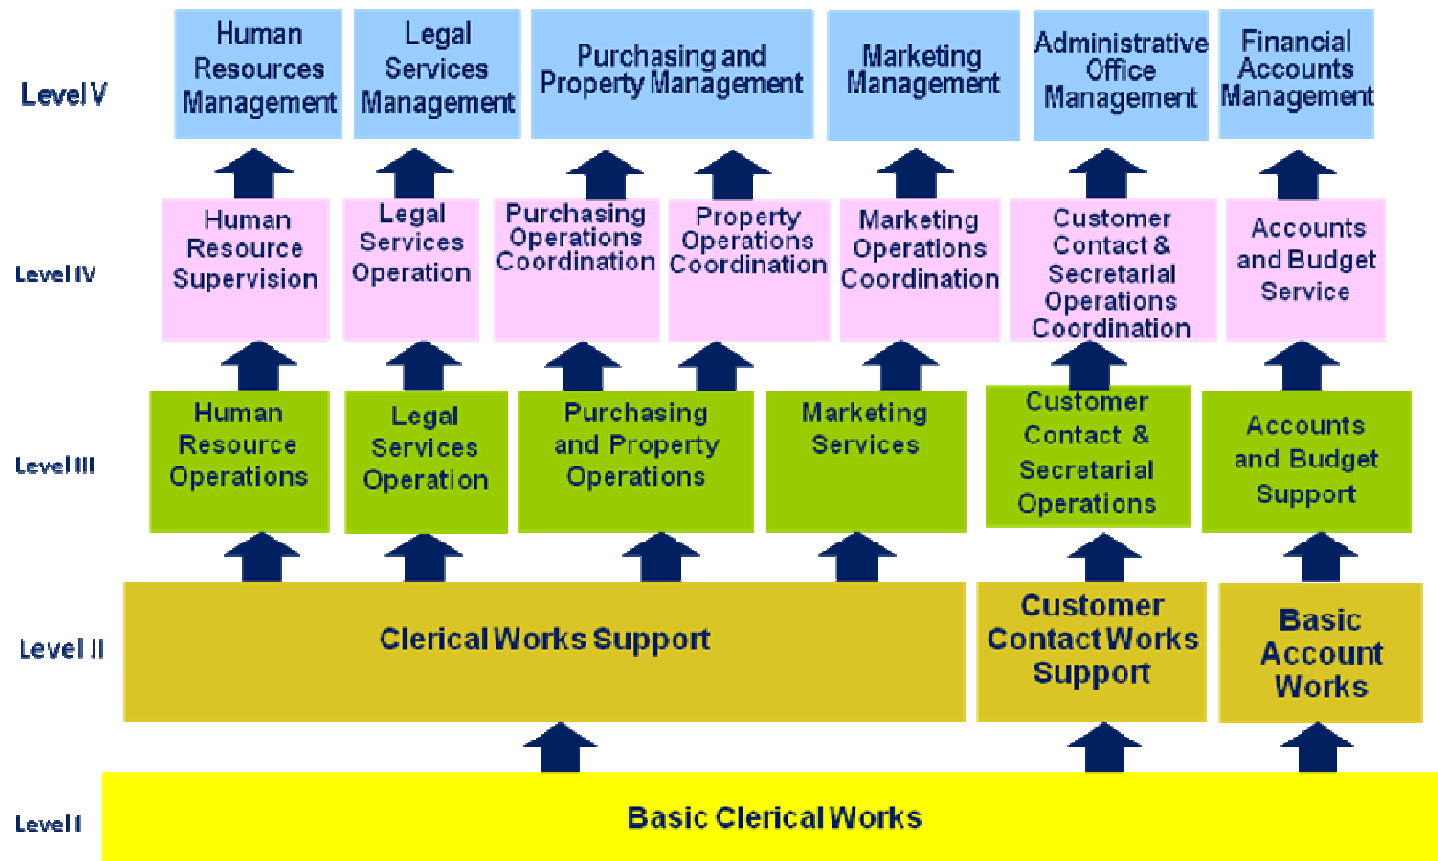 Level V
Human
Resources
Management
Legal
Services
Management
Purchasing and
Property Management
Marketing
Management
Administrative
Office
Management
Financial
Accounts
Management
Level IV
Human
Resource
Supervision
Legal
Services
Operation
Purchasing
Operations
Coordination
Property
Operations
Coordination
Marketing
Operations
Coordination
Customer
Contact &
Secretarial
Operations
Coordination
Accounts
and Budget
Service
Level III
Human
Resource
Operations
Legal
Services
Operation
Purchasing
and Property
Operations
Marketing
Services
Customer
Contact &
Secretarial
Operations
Accounts
and Budget
Support
Level II
Clerical Works Support
Customer
Contact Works
Support
Basic
Account
Works
Level I
Basic Clerical Works